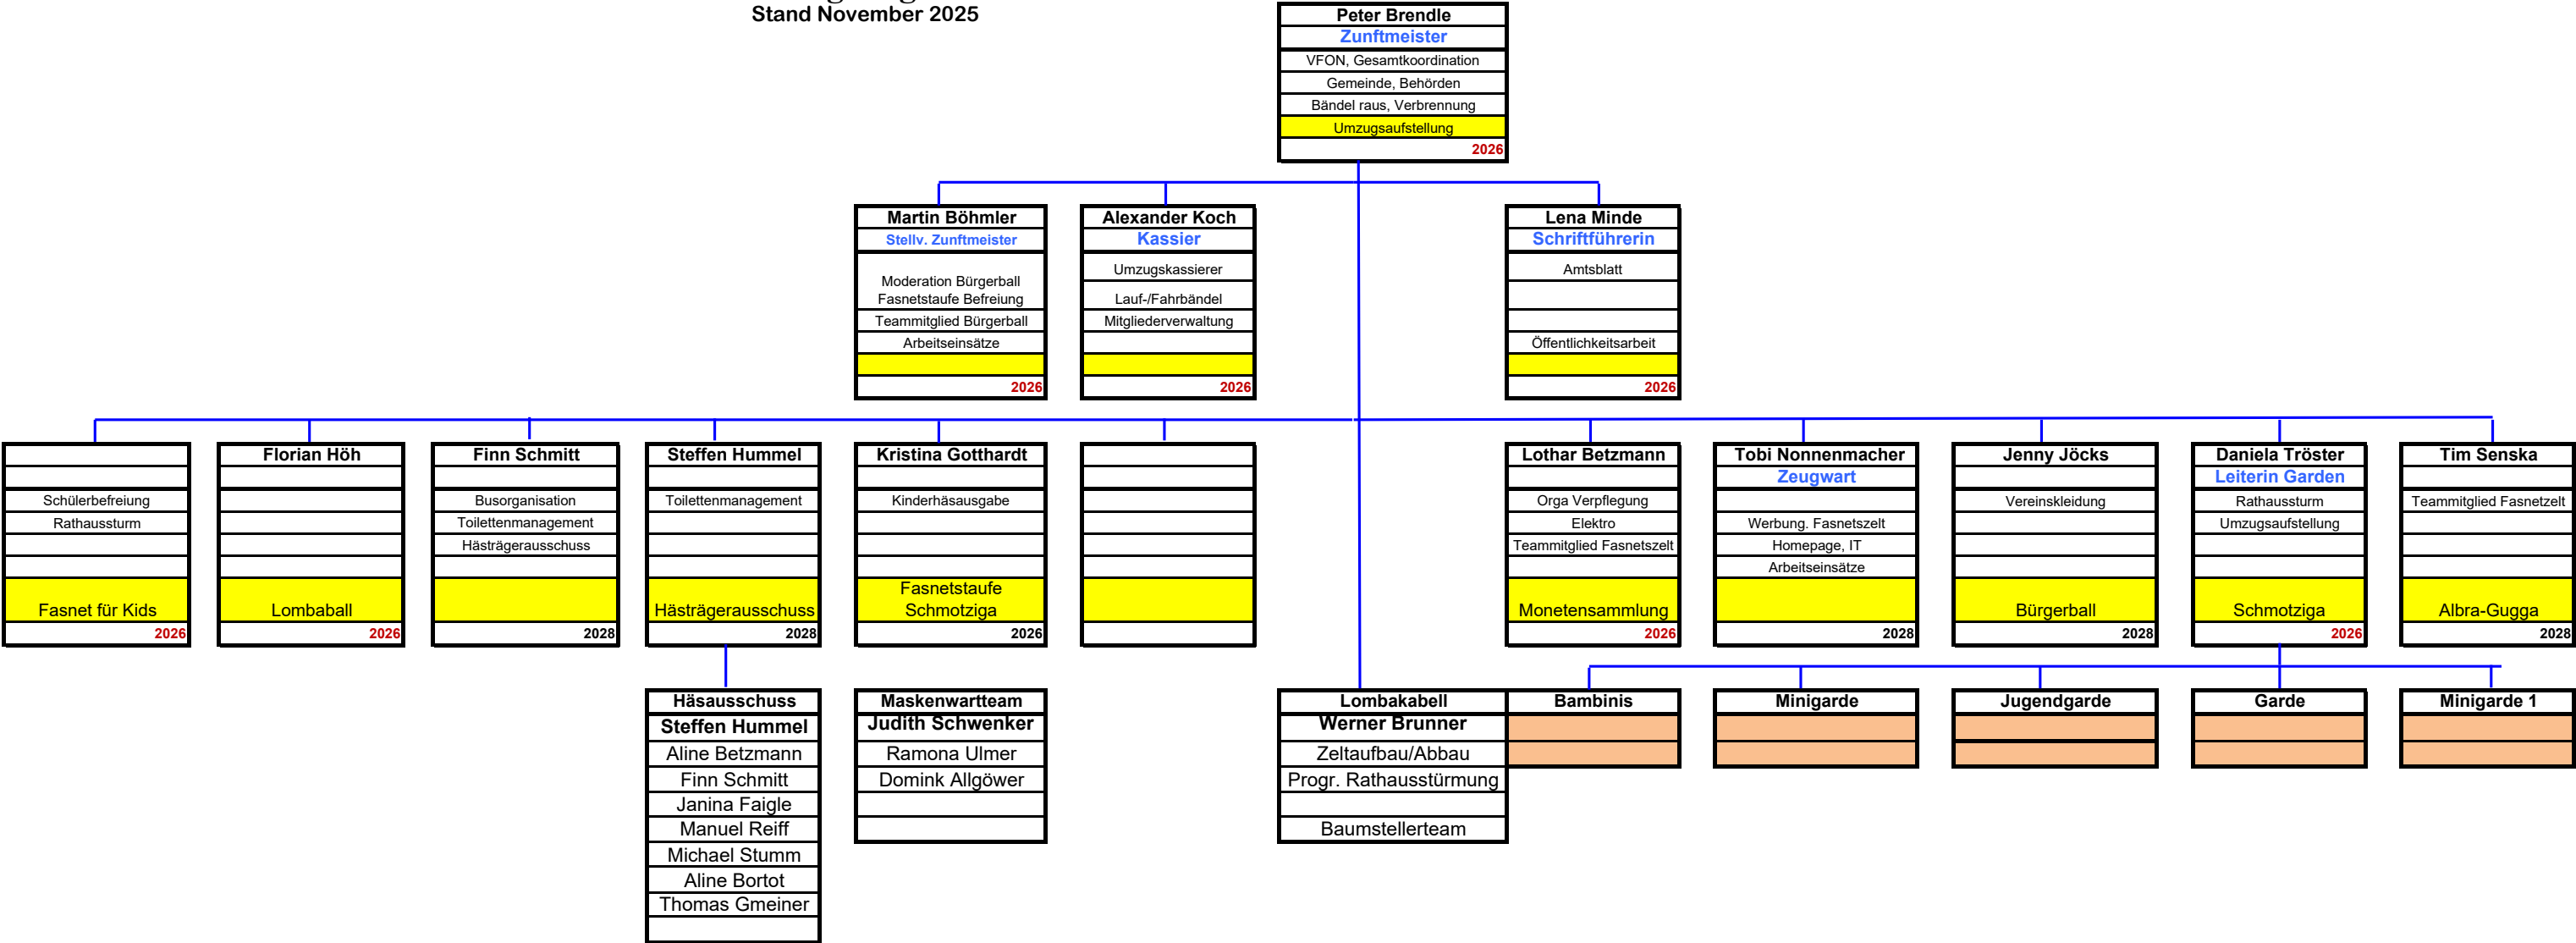 Stand November 2025
Peter Brendle
Zunftmeister
VFON, Gesamtkoordination
Gemeinde, Behörden
Bändel raus, Verbrennung
Umzugsaufstellung
2026
Martin Böhmler
Stellv. Zunftmeister
Moderation Bürgerball
Fasnetstaufe Befreiung
Teammitglied Bürgerball
Arbeitseinsätze
2026
Alexander Koch
Kassier
Umzugskassierer
Lauf-/Fahrbändel
Mitgliederverwaltung
2026
Lena Minde
Schriftführerin
Amtsblatt
Öffentlichkeitsarbeit
2026
Schülerbefreiung
Rathaussturm
Fasnet für Kids
2026
Florian Höh
Lombaball
2026
Finn Schmitt
Busorganisation
Toilettenmanagement
Hästrägerausschuss
2028
Steffen Hummel
Toilettenmanagement
Hästrägerausschuss
2028
Kristina Gotthardt
Kinderhäsausgabe
Fasnetstaufe
Schmotziga
2026
Lothar Betzmann
Orga Verpflegung
Elektro
Teammitglied Fasnetszelt
Monetensammlung
2026
Tobi Nonnenmacher
Zeugwart
Werbung. Fasnetszelt
Homepage, IT
Arbeitseinsätze
2028
Jenny Jöcks
Vereinskleidung
Bürgerball
2028
Daniela Tröster
Leiterin Garden
Rathaussturm
Umzugsaufstellung
Schmotziga
2026
Tim Senska
Teammitglied Fasnetzelt
Albra-Gugga
2028
Häsausschuss
Steffen Hummel
Aline Betzmann
Finn Schmitt
Janina Faigle
Manuel Reiff
Michael Stumm
Aline Bortot
Thomas Gmeiner
Maskenwartteam
Judith Schwenker
Ramona Ulmer
Domink Allgöwer
Lombakabell
Werner Brunner
Zeltaufbau/Abbau
Progr. Rathausstürmung
Baumstellerteam
Bambinis
Minigarde
Jugendgarde
Garde
Minigarde 1